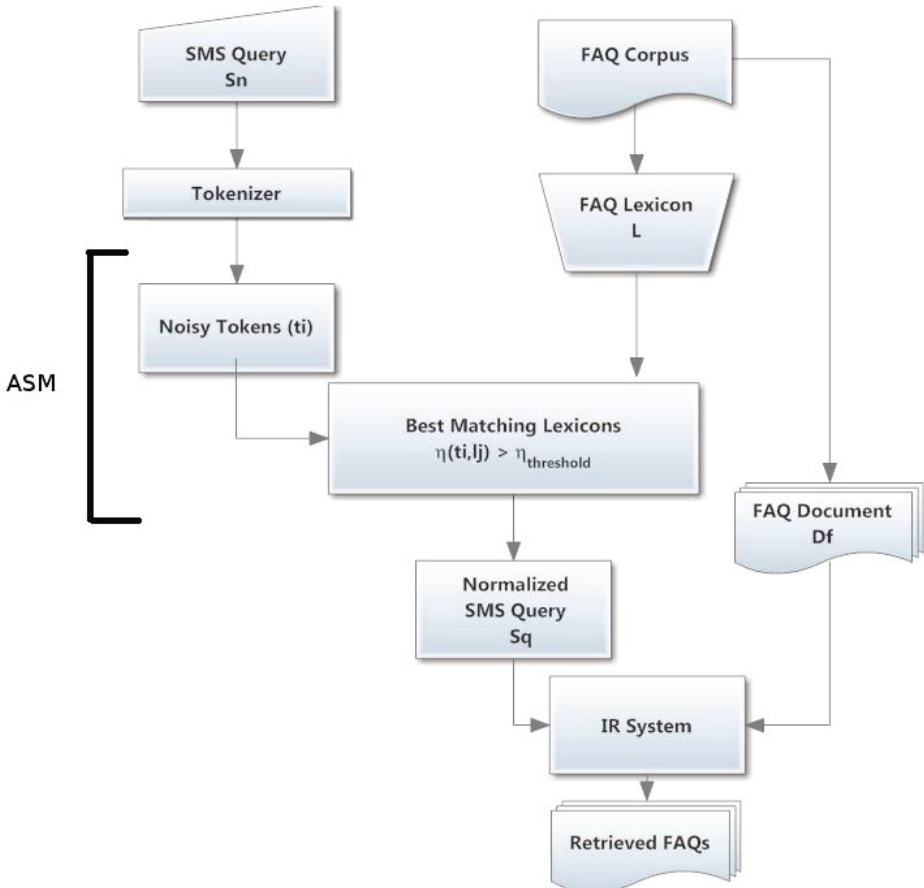 SMS Query
Sn
FAQ Corpus
Tokenizer
FAQ Lexicon
L
Noisy Tokens (ti)
ASM
Best Matching Lexicons
η(ti,lj) > ηthreshold
FAQ Document
Df
Normalized
SMS Query
Sq
IR System
Retrieved FAQs